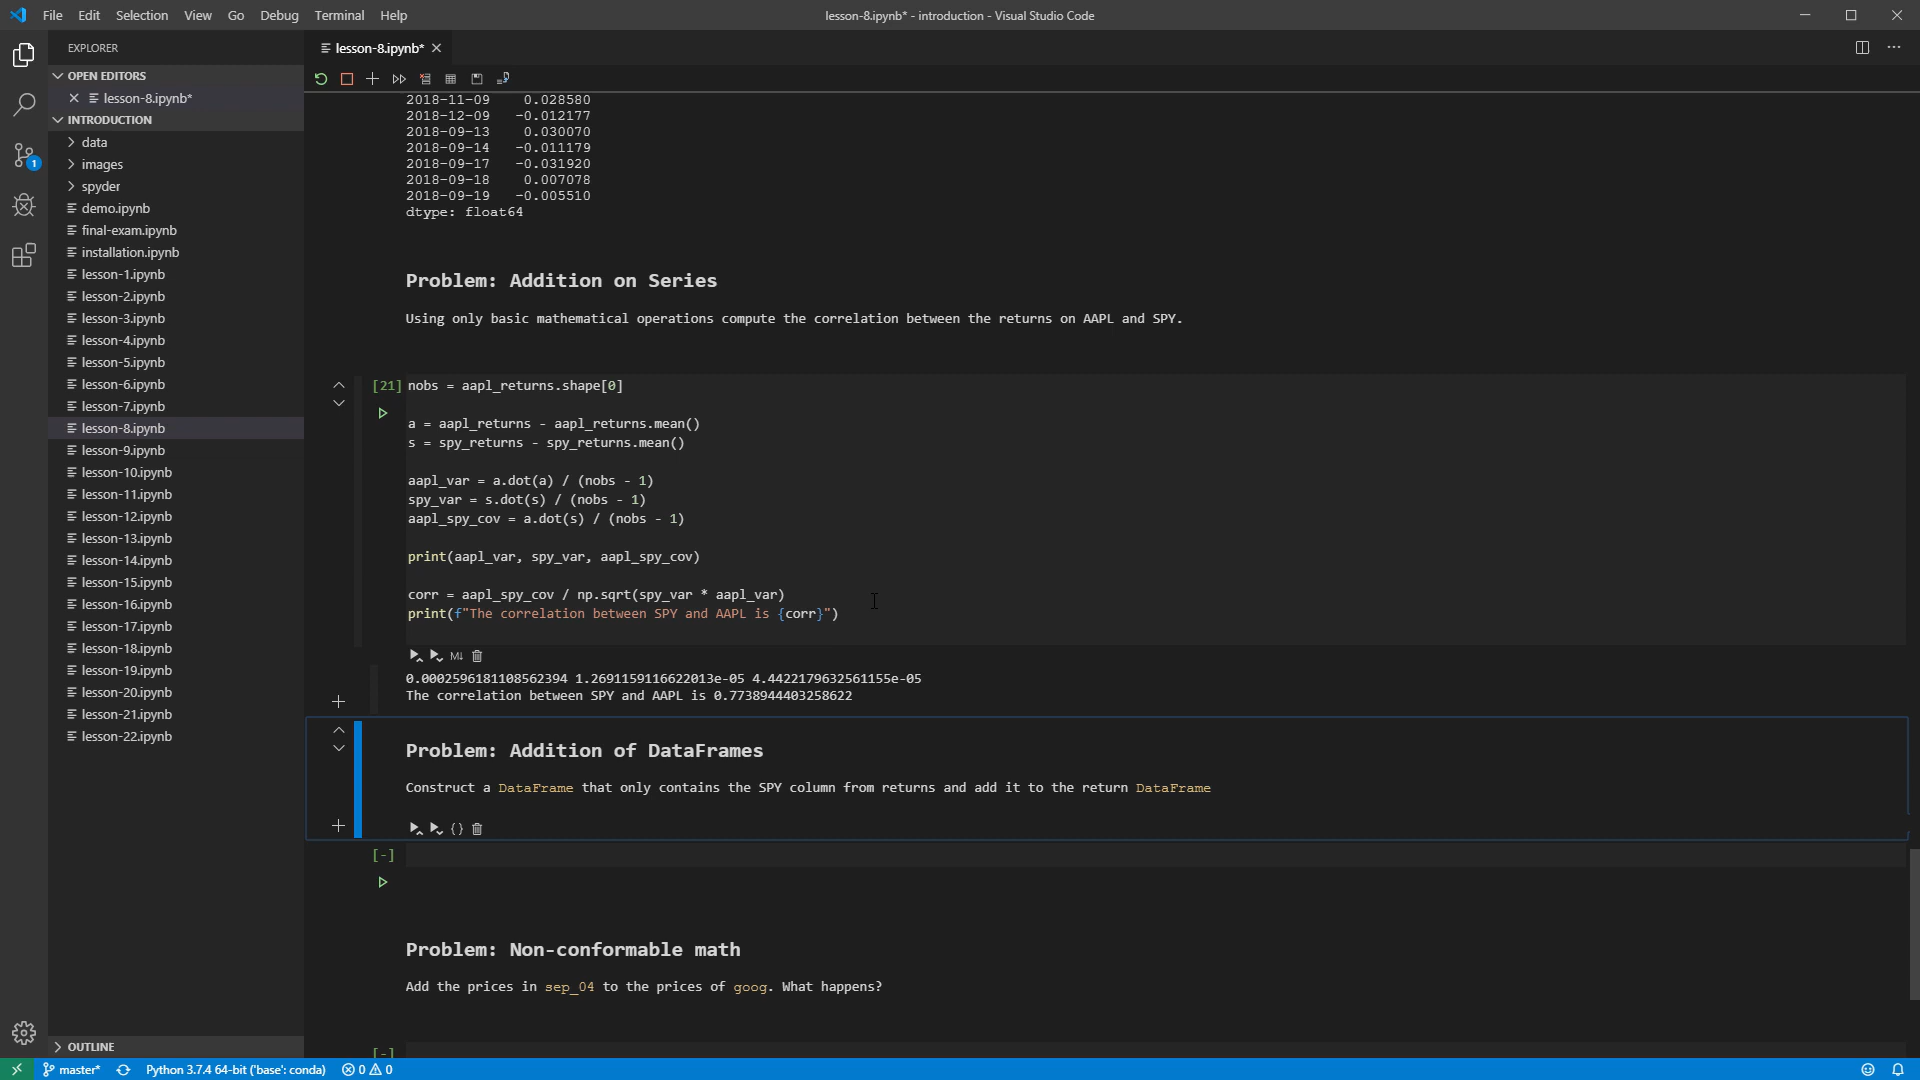 File Edit Selection View Go Debug Terminal Help
lesson-8.ipynb* - introduction - Visual Studio Code
EXPLORER
OPEN EDITORS
lesson-8.ipynb*
INTRODUCTION
data
images
spyder
demo.ipynb
final-exam.ipynb
installation.ipynb
lesson-1.ipynb
lesson-2.ipynb
lesson-3.ipynb
lesson-4.ipynb
lesson-5.ipynb
lesson-6.ipynb
lesson-7.ipynb
lesson-8.ipynb
lesson-9.ipynb
lesson-10.ipynb
lesson-11.ipynb
lesson-12.ipynb
lesson-13.ipynb
lesson-14.ipynb
lesson-15.ipynb
lesson-16.ipynb
lesson-17.ipynb
lesson-18.ipynb
lesson-19.ipynb
lesson-20.ipynb
lesson-21.ipynb
lesson-22.ipynb
OUTLINE
1
lesson-8.ipynb*
2018-11-09 0.028580
2018-12-09 -0.012177
2018-09-13 0.030070
2018-09-14 -0.011179
2018-09-17 -0.031920
2018-09-18 0.007078
2018-09-19 -0.005510
dtype: float64
Problem: Addition on Series
Using only basic mathematical operations compute the correlation between the returns on AAPL and SPY.
[21] nobs = aapl_returns.shape[0]
a = aapl_returns - aapl_returns.mean()
s = spy_returns - spy_returns.mean()
aapl_var = a.dot(a) / (nobs - 1)
spy_var = s.dot(s) / (nobs - 1)
aapl_spy_cov = a.dot(s) / (nobs - 1)
print(aapl_var, spy_var, aapl_spy_cov)
corr = aapl_spy_cov / np.sqrt(spy_var * aapl_var)
print(f"The correlation between SPY and AAPL is {corr}")
M↓
0.0002596181108562394 1.2691159116622013e-05 4.4422179632561155e-05
The correlation between SPY and AAPL is 0.7738944403258622
Problem: Addition of DataFrames
Construct a DataFrame that only contains the SPY column from returns and add it to the return DataFrame
{}
[-]
Problem: Non-conformable math
Add the prices in sep_04 to the prices of goog. What happens?
[-]
master* Python 3.7.4 64-bit ('base': conda) 0 0